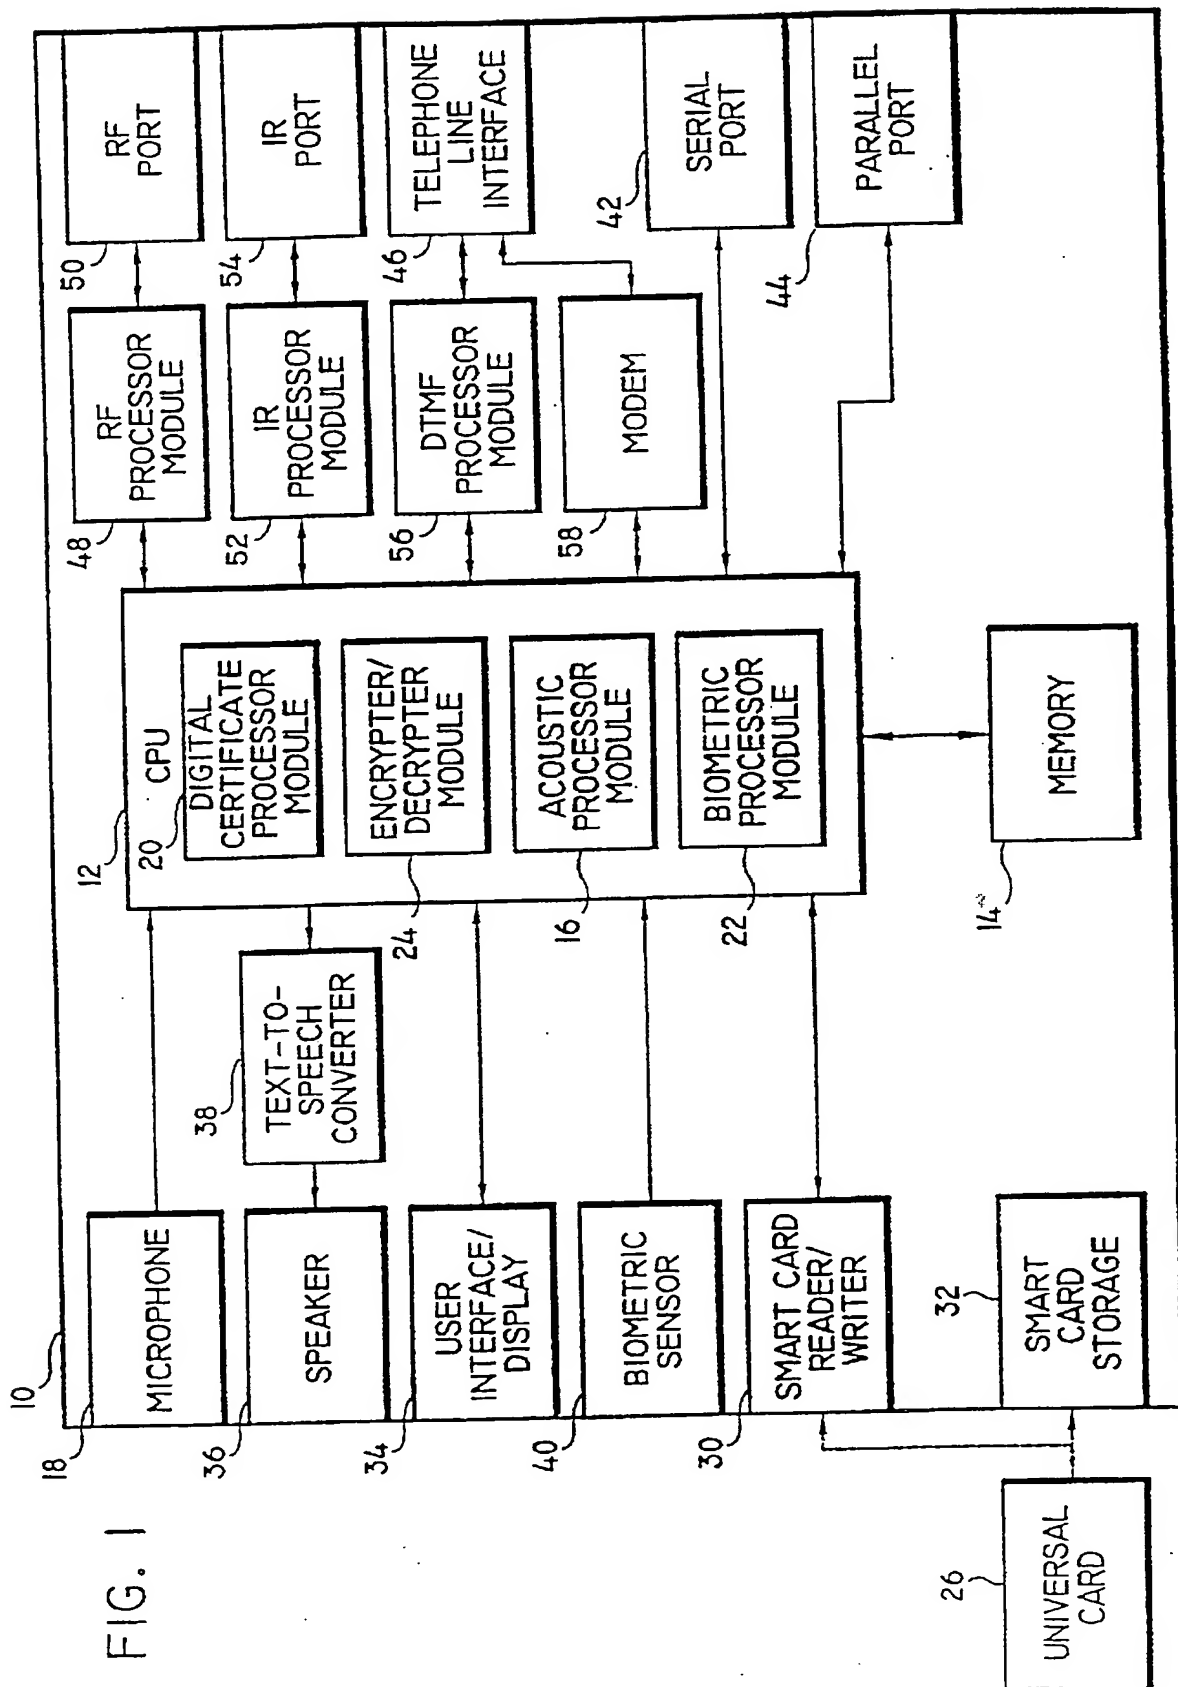 FIG. 1
10
18
MICROPHONE
36
SPEAKER
34
USER
INTERFACE/
DISPLAY
40
BIOMETRIC
SENSOR
30
SMART CARD
READER/
WRITER
32
SMART
CARD
STORAGE
26
UNIVERSAL
CARD
38
TEXT-TO-
SPEECH
CONVERTER
12
CPU
20
DIGITAL
CERTIFICATE
PROCESSOR
MODULE
24
ENCRYPTER/
DECRYPTER
MODULE
16
ACOUSTIC
PROCESSOR
MODULE
22
BIOMETRIC
PROCESSOR
MODULE
14
MEMORY
48
RF
PROCESSOR
MODULE
52
IR
PROCESSOR
MODULE
56
DTMF
PROCESSOR
MODULE
58
MODEM
50
RF
PORT
54
IR
PORT
46
TELEPHONE
LINE
INTERFACE
42
SERIAL
PORT
44
PARALLEL
PORT